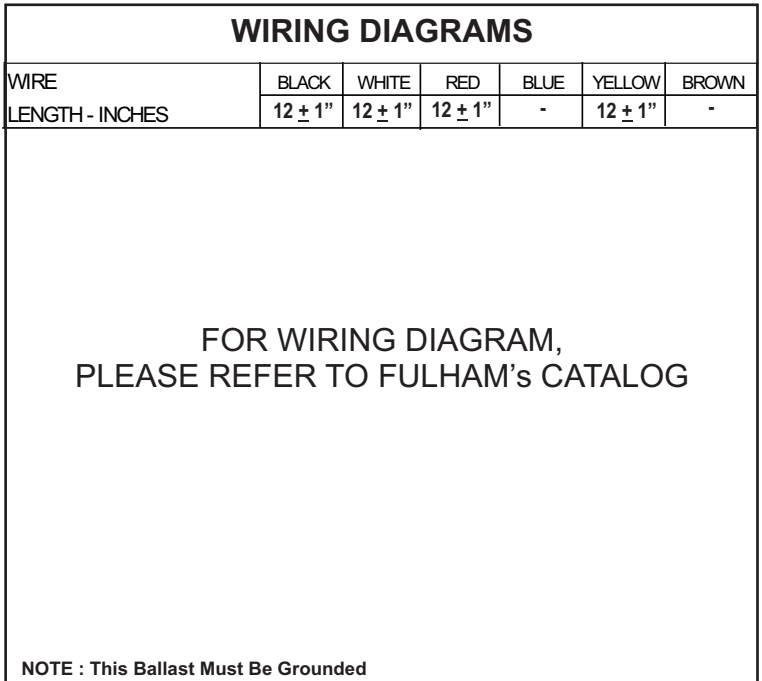 WIRING DIAGRAMS
WIRE BLACK WHITE RED BLUE YELLOW BROWN
LENGTH - INCHES 12 ± 1” 12 ± 1” 12 ± 1” - 12 ± 1” -
FOR WIRING DIAGRAM,
PLEASE REFER TO FULHAM’s CATALOG
NOTE : This Ballast Must Be Grounded